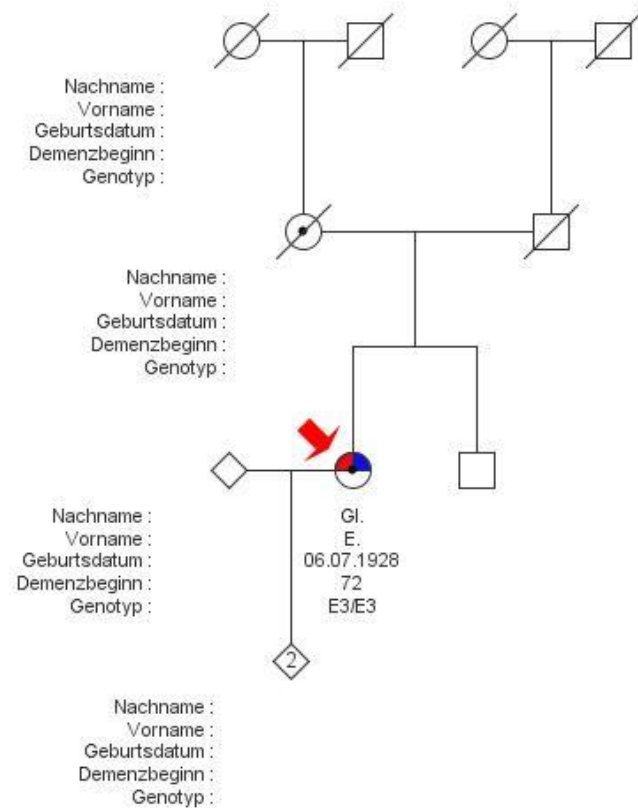 Nachname :
Vorname :
Geburtsdatum :
Demenzbeginn :
Genotyp :
Nachname :
Vorname :
Geburtsdatum :
Demenzbeginn :
Genotyp :
Nachname : Gl.
Vorname : E.
Geburtsdatum : 06.07.1928
Demenzbeginn : 72
Genotyp : E3/E3
2
Nachname :
Vorname :
Geburtsdatum :
Demenzbeginn :
Genotyp :